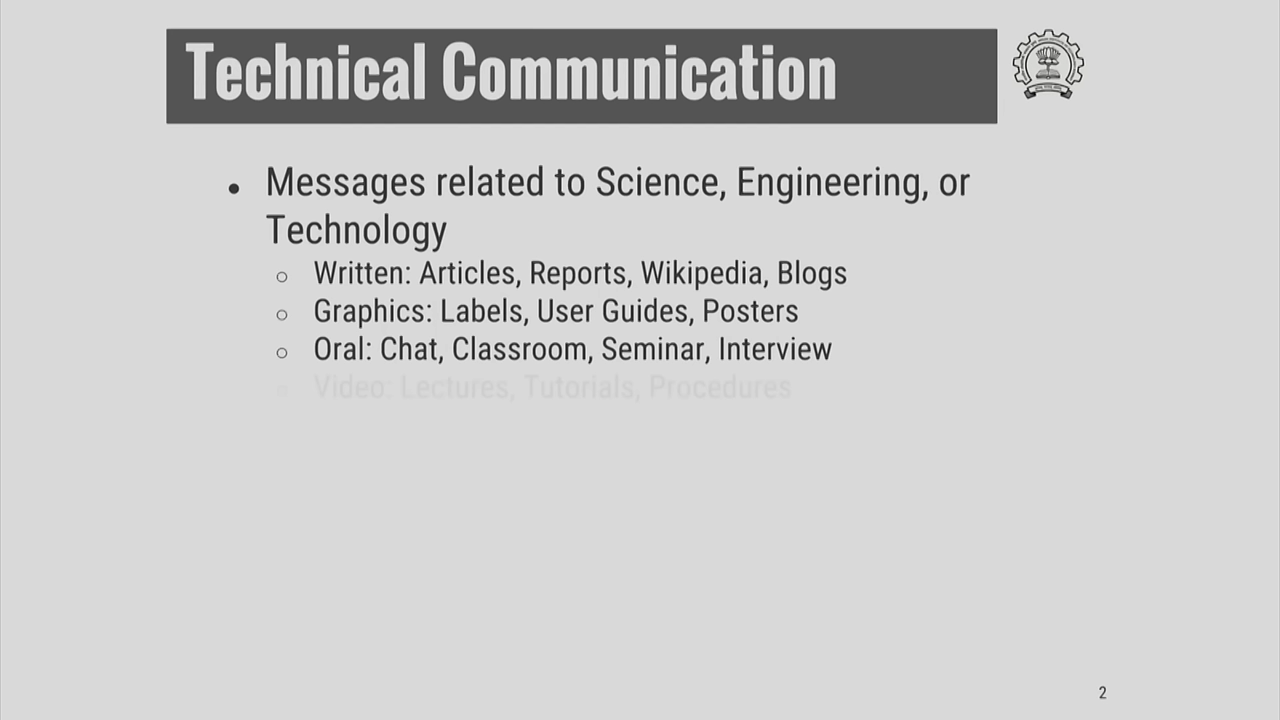 Technical Communication
• Messages related to Science, Engineering, or
Technology
○ Written: Articles, Reports, Wikipedia, Blogs
○ Graphics: Labels, User Guides, Posters
○ Oral: Chat, Classroom, Seminar, Interview
○ Video: Lectures, Tutorials, Procedures
2